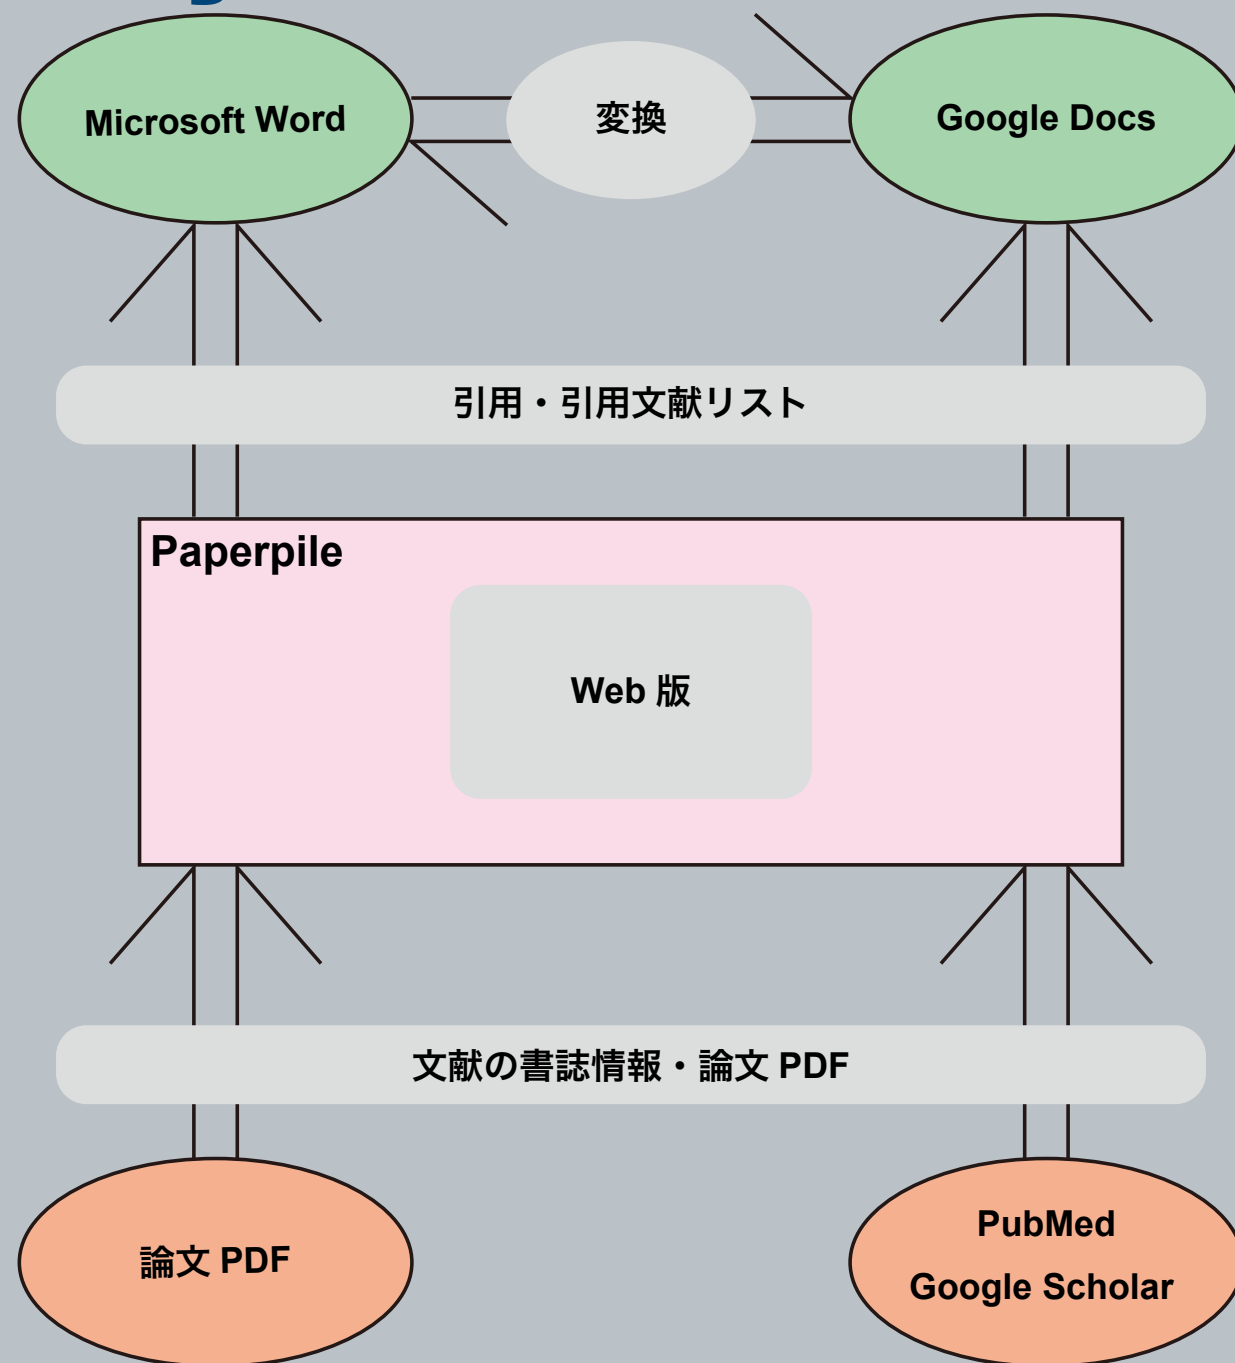 Microsoft Word
変換
Google Docs
引用・引用文献リスト
Paperpile
Web 版
文献の書誌情報・論文 PDF
論文 PDF
PubMed
Google Scholar